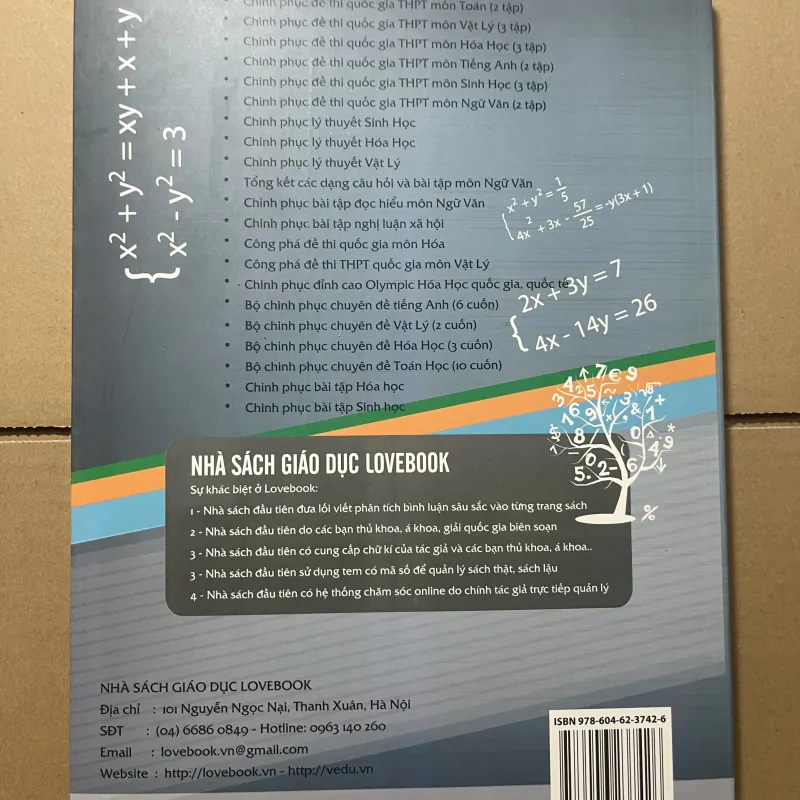 Chinh phục đề thi quốc gia THPT môn Toán (2 tập)
Chinh phục đề thi quốc gia THPT môn Vật Lý (3 tập)
Chinh phục đề thi quốc gia THPT môn Hóa Học (3 tập)
Chinh phục đề thi quốc gia THPT môn Tiếng Anh (2 tập)
Chinh phục đề thi quốc gia THPT môn Sinh Học (3 tập)
Chinh phục đề thi quốc gia THPT môn Ngữ Văn (2 tập)
Chinh phục lý thuyết Sinh Học
Chinh phục lý thuyết Hóa Học
Chinh phục lý thuyết Vật Lý
Tổng kết các dạng câu hỏi và bài tập môn Ngữ Văn
Chinh phục bài tập đọc hiểu môn Ngữ Văn
Chinh phục bài tập nghị luận xã hội
Công phá đề thi quốc gia môn Hóa
Công phá đề thi THPT quốc gia môn Vật Lý
Chinh phục đỉnh cao Olympic Hóa Học quốc gia, quốc tế
Bộ chinh phục chuyên đề tiếng Anh (6 cuốn)
Bộ chinh phục chuyên đề Vật Lý (2 cuốn)
Bộ chinh phục chuyên đề Hóa Học (3 cuốn)
Bộ chinh phục chuyên đề Toán Học (10 cuốn)
Chinh phục bài tập Hóa học
Chinh phục bài tập Sinh học
x² + y² = xy + x + y
x² - y² = 3
x² + y² = 1/5
4x² + 3x - 57/25 = -y(3x + 1)
2x + 3y = 7
4x - 14y = 26
NHÀ SÁCH GIÁO DỤC LOVEBOOK
Sự khác biệt ở Lovebook:
1 - Nhà sách đầu tiên đưa lối viết phân tích bình luận sâu sắc vào từng trang sách
2 - Nhà sách đầu tiên do các bạn thủ khoa, á khoa, giải quốc gia biên soạn
3 - Nhà sách đầu tiên có cung cấp chữ kí của tác giả và các bạn thủ khoa, á khoa..
3 - Nhà sách đầu tiên sử dụng tem có mã số để quản lý sách thật, sách lậu
4 - Nhà sách đầu tiên có hệ thống chăm sóc online do chính tác giả trực tiếp quản lý
NHÀ SÁCH GIÁO DỤC LOVEBOOK
Địa chỉ : 101 Nguyễn Ngọc Nại, Thanh Xuân, Hà Nội
SĐT : (04) 6686 0849 - Hotline: 0963 140 260
Email : lovebook.vn@gmail.com
Website : http://lovebook.vn - http://vedu.vn
ISBN 978-604-62-3742-6